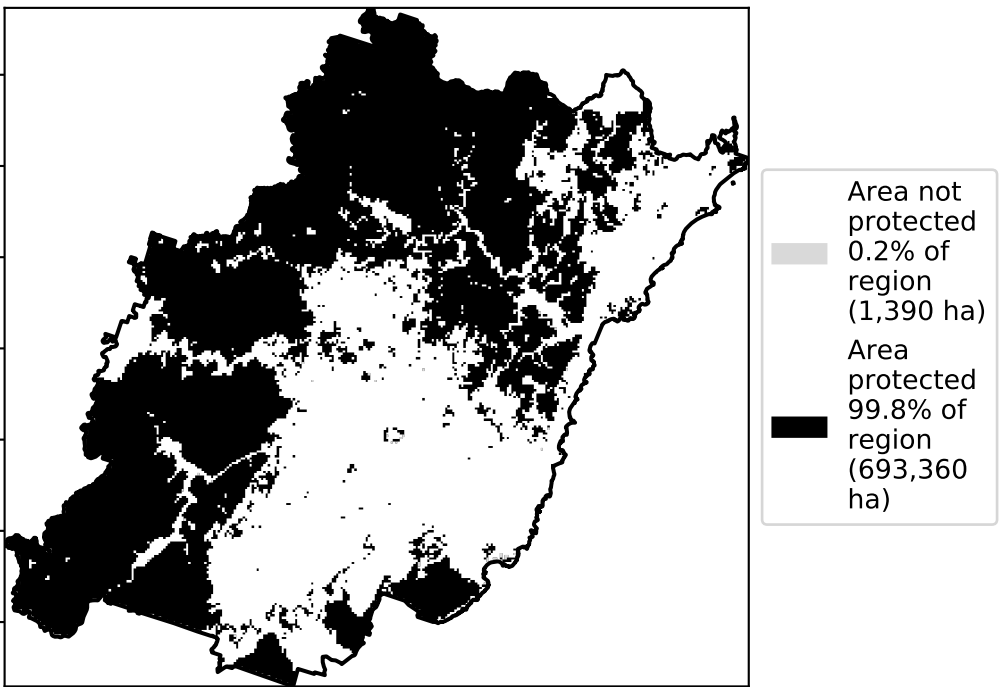 Area not
protected
0.2% of
region
(1,390 ha)
Area
protected
99.8% of
region
(693,360
ha)